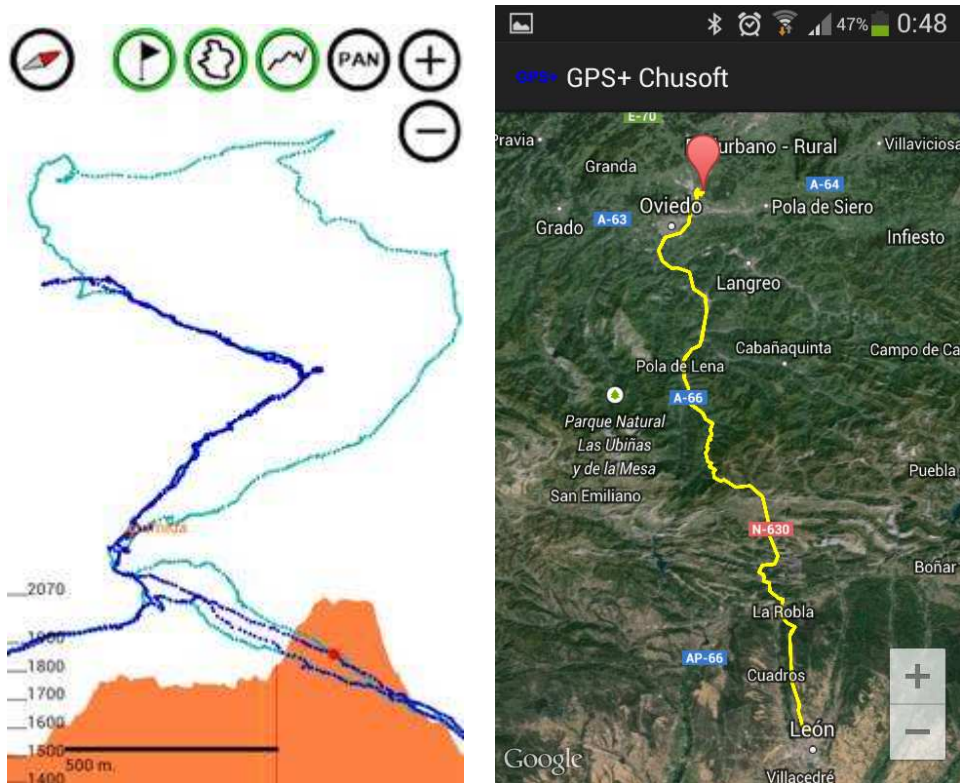 PAN
2070
1900
1800
1700
1600
1500
1400
500 m.
47%
0:48
GPS+
GPS+ Chusoft
E-70
Pravia
urbano - Rural
Villaviciosa
Granda
A-64
Oviedo
Pola de Siero
A-63
Grado
Infiesto
Langreo
Cabañaquinta
Campo de Ca
Pola de Lena
A-66
Parque Natural
Las Ubiñas
y de la Mesa
Puebla
San Emiliano
N-630
Boñar
La Robla
AP-66
Cuadros
León
Google
Villacedré